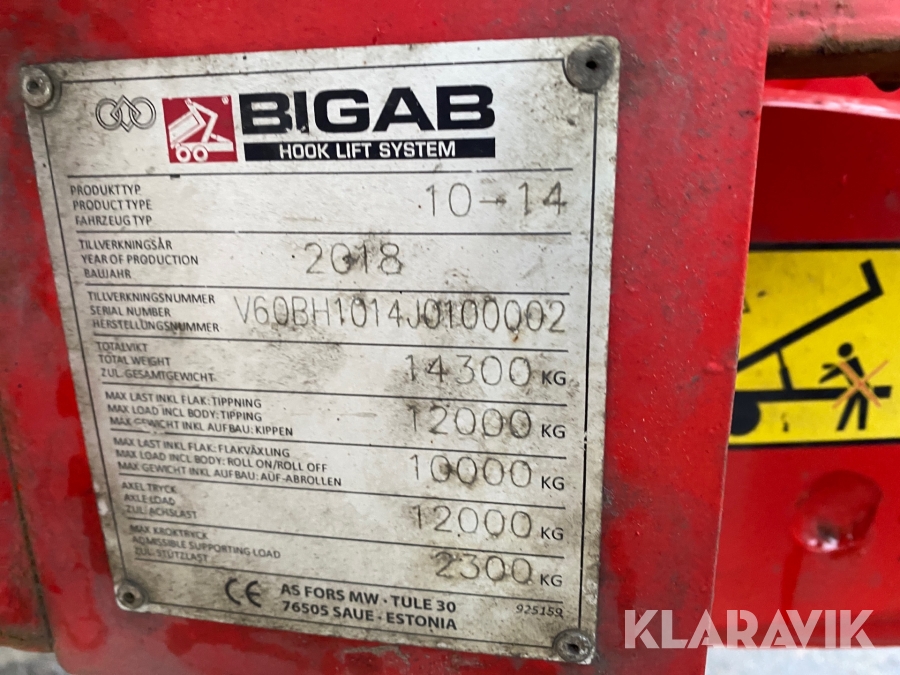 BIGAB
HOOK LIFT SYSTEM
PRODUKTTYP
PRODUCT TYPE
FAHRZEUG TYP
10-14
TILLVERKNINGSÅR
YEAR OF PRODUCTION
BAUJAHR
2018
TILLVERKNINGSNUMMER
SERIAL NUMBER
HERSTELLUNGSNUMMER
V60BH1014J0100002
TOTALVIKT
TOTAL WEIGHT
ZUL. GESAMTGEWICHT
14300 KG
MAX LAST INKL FLAK: TIPPNING
MAX LOAD INCL BODY: TIPPING
MAX GEWICHT INKL AUFBAU: KIPPEN
12000 KG
MAX LAST INKL FLAK: FLAKVÄXLING
MAX LOAD INCL BODY: ROLL ON/ROLL OFF
MAX GEWICHT INKL AUFBAU: AUF-ABROLLEN
10000 KG
AXEL TRYCK
AXLE LOAD
ZUL. ACHSLAST
12000 KG
MAX KROKTRYCK
ADMISSIBLE SUPPORTING LOAD
ZUL. STÜTZLAST
2300 KG
CE
AS FORS MW · TULE 30
76505 SAUE · ESTONIA
925159
KLARAVIK